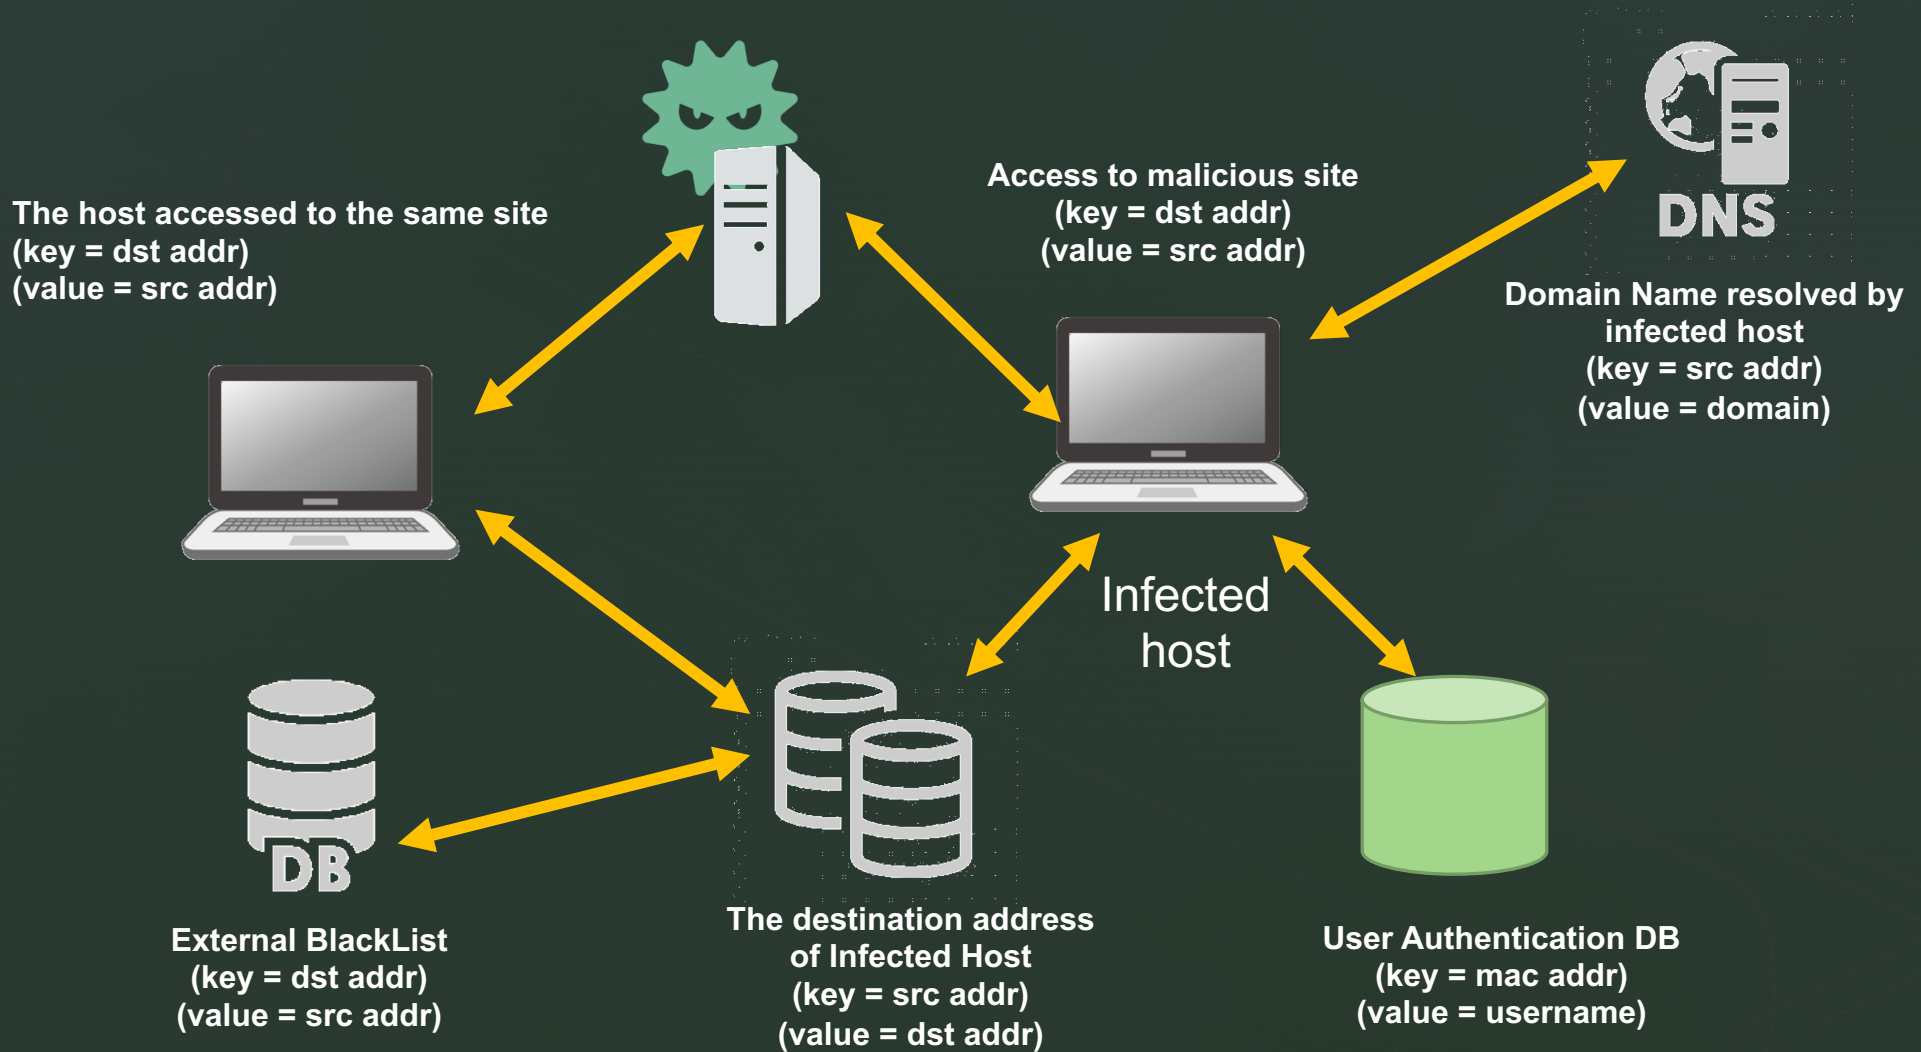 The host accessed to the same site
(key = dst addr)
(value = src addr)
Access to malicious site
(key = dst addr)
(value = src addr)
DNS
Domain Name resolved by
infected host
(key = src addr)
(value = domain)
Infected
host
DB
External BlackList
(key = dst addr)
(value = src addr)
The destination address
of Infected Host
(key = src addr)
(value = dst addr)
User Authentication DB
(key = mac addr)
(value = username)